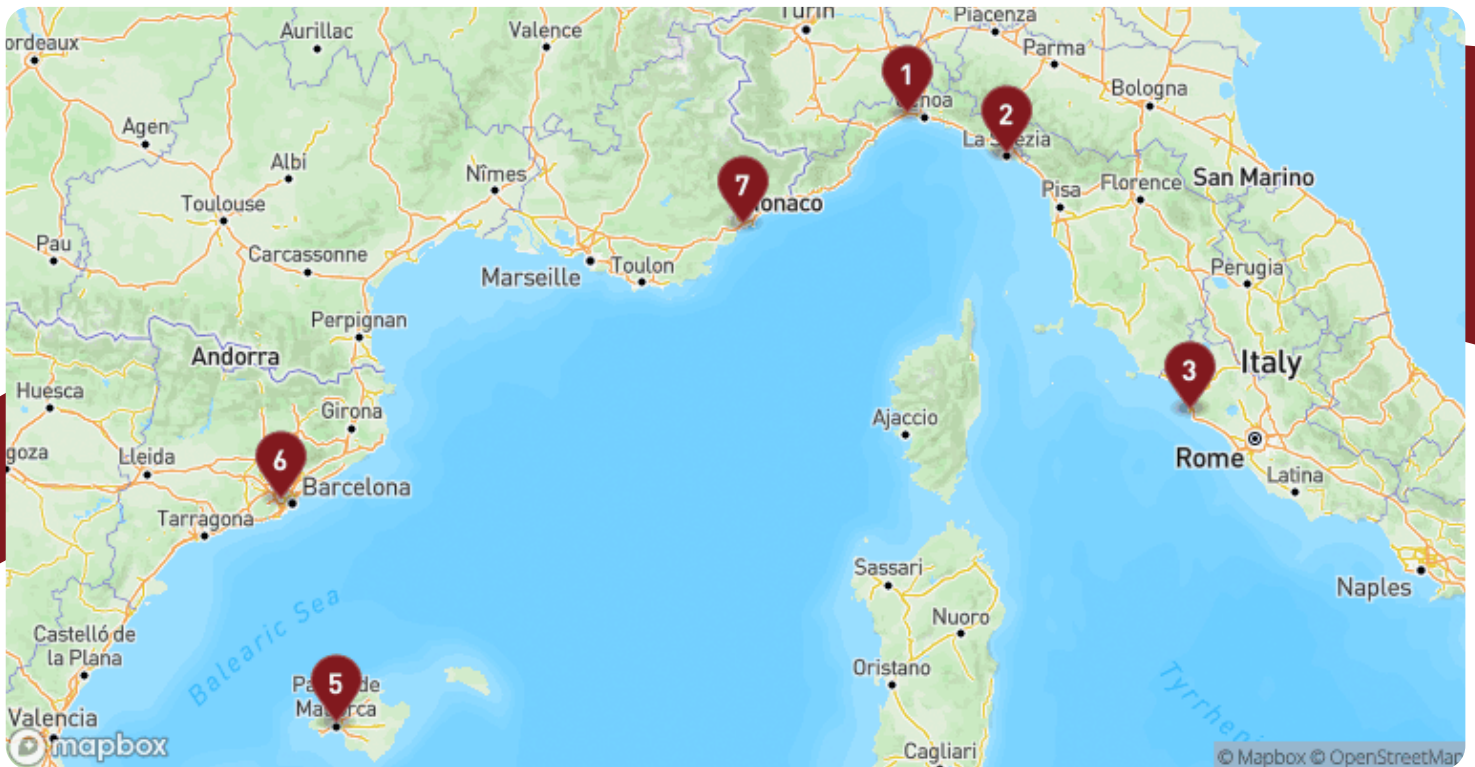 Turin
Piacenza
Aurillac
Valence
ordeaux
Parma
1
Bologna
Genoa
2
Agen
La Spezia
Albi
Nîmes
7
Pisa
Florence
San Marino
Toulouse
Monaco
Pau
Carcassonne
Marseille
Toulon
Perugia
Perpignan
Andorra
Italy
3
Huesca
Girona
Ajaccio
goza
Lleida
6
Barcelona
Rome
Latina
Tarragona
Sassari
Naples
Balearic Sea
Nuoro
Castelló de
la Plana
Oristano
5
Palma de
Mallorca
Tyrrheni
Valencia
mapbox
Cagliari
© Mapbox © OpenStreetMap